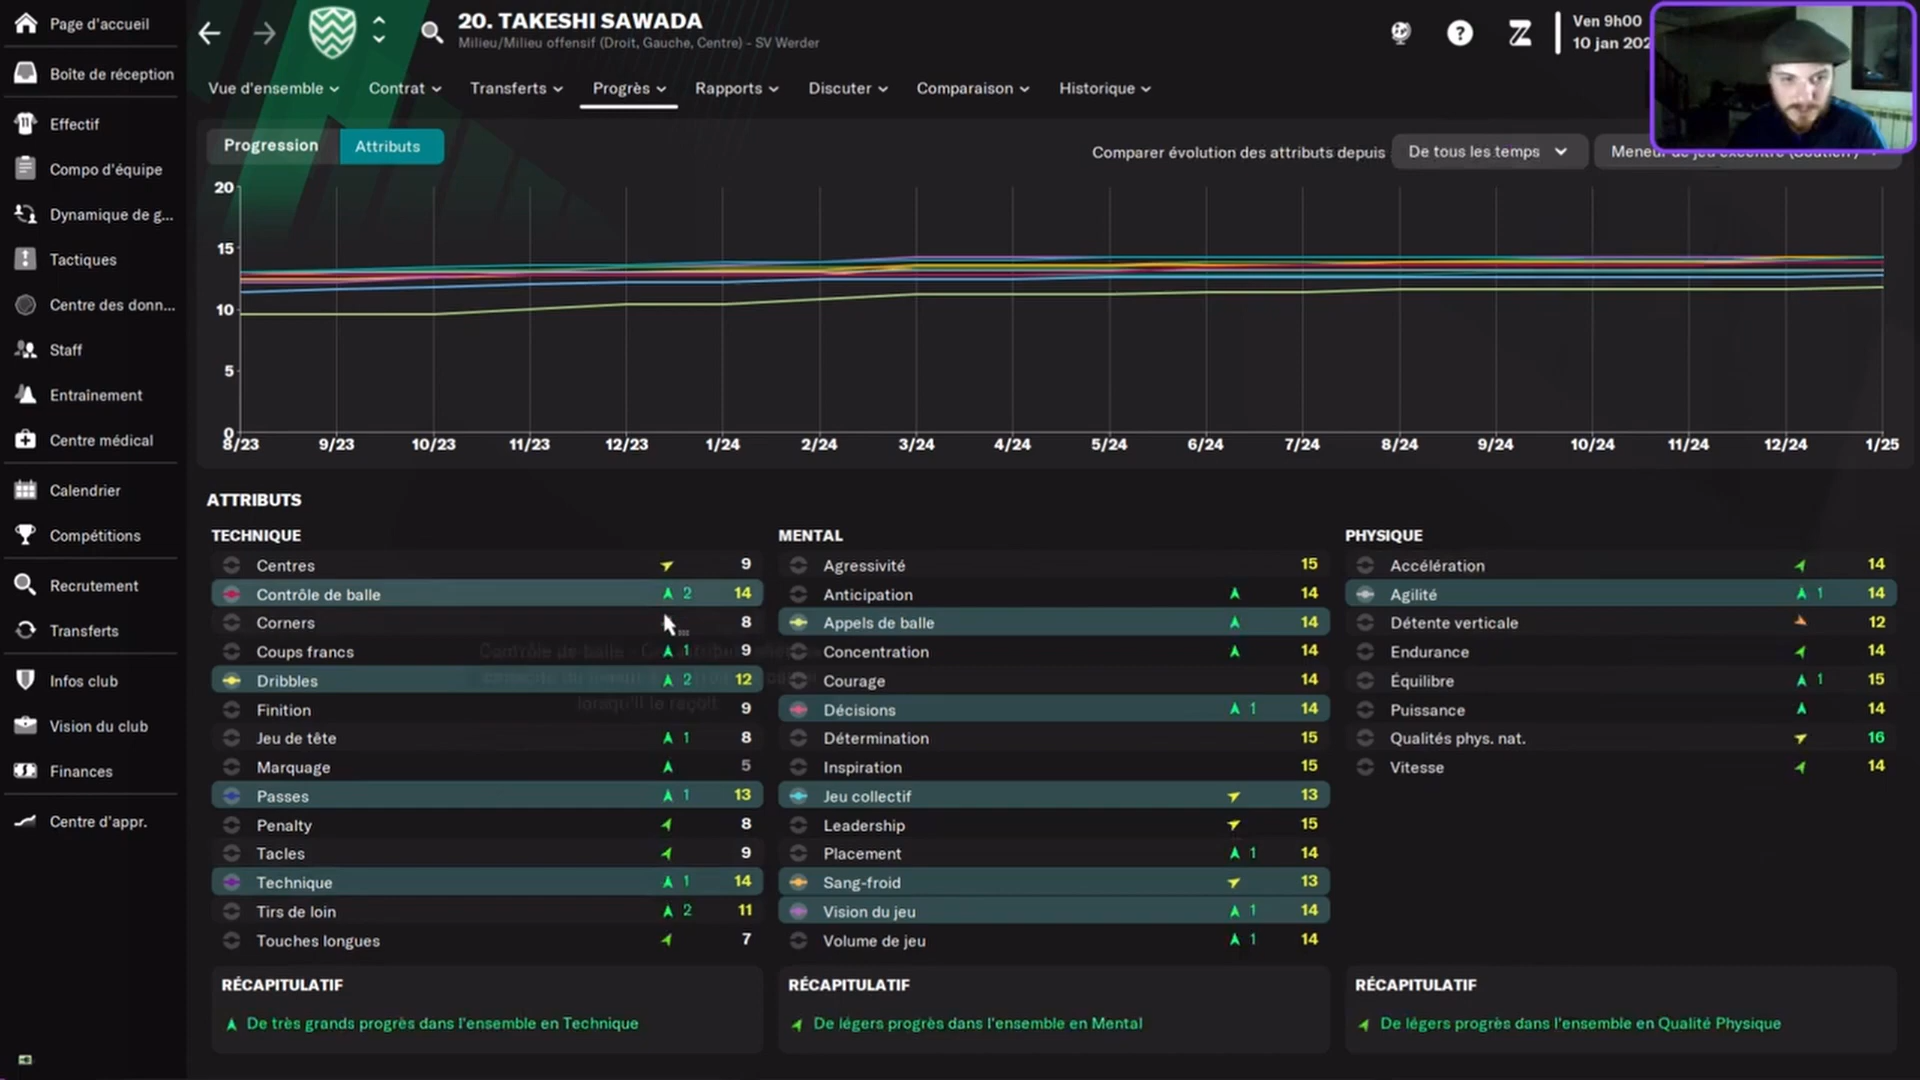 Page d'accueil
Boîte de réception
Effectif
Compo d'équipe
Dynamique de g...
Tactiques
Centre des donn...
Staff
Entraînement
Centre médical
Calendrier
Compétitions
Recrutement
Transferts
Infos club
Vision du club
Finances
Centre d'appr.
20. TAKESHI SAWADA
Milieu/Milieu offensif (Droit, Gauche, Centre) - SV Werder
Ven 9h00
10 jan 202
Vue d'ensemble
Contrat
Transferts
Progrès
Rapports
Discuter
Comparaison
Historique
Progression
Attributs
Comparer évolution des attributs depuis
De tous les temps
Meneur de jeu excentré (Soutien)
20
15
10
5
0
8/23 9/23 10/23 11/23 12/23 1/24 2/24 3/24 4/24 5/24 6/24 7/24 8/24 9/24 10/24 11/24 12/24 1/25
ATTRIBUTS
TECHNIQUE
Centres 9
Contrôle de balle 2 14
Corners 8
Coups francs 1 9
Dribbles 2 12
Finition 9
Jeu de tête 1 8
Marquage 5
Passes 1 13
Penalty 8
Tacles 9
Technique 1 14
Tirs de loin 2 11
Touches longues 7
RÉCAPITULATIF
De très grands progrès dans l'ensemble en Technique
MENTAL
Agressivité 15
Anticipation 14
Appels de balle 14
Concentration 14
Courage 14
Décisions 1 14
Détermination 15
Inspiration 15
Jeu collectif 13
Leadership 15
Placement 1 14
Sang-froid 13
Vision du jeu 1 14
Volume de jeu 1 14
RÉCAPITULATIF
De légers progrès dans l'ensemble en Mental
PHYSIQUE
Accélération 14
Agilité 1 14
Détente verticale 12
Endurance 14
Équilibre 1 15
Puissance 14
Qualités phys. nat. 16
Vitesse 14
RÉCAPITULATIF
De légers progrès dans l'ensemble en Qualité Physique